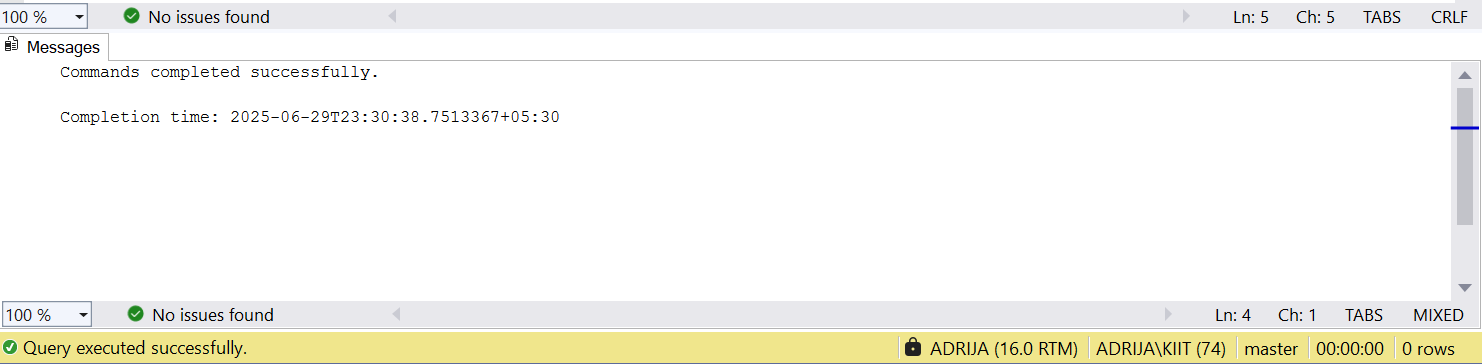 100 % No issues found Ln: 5 Ch: 5 TABS CRLF
Messages
Commands completed successfully.
Completion time: 2025-06-29T23:30:38.7513367+05:30
100 % No issues found Ln: 4 Ch: 1 TABS MIXED
Query executed successfully. ADRIJA (16.0 RTM) ADRIJA\KIIT (74) master 00:00:00 0 rows